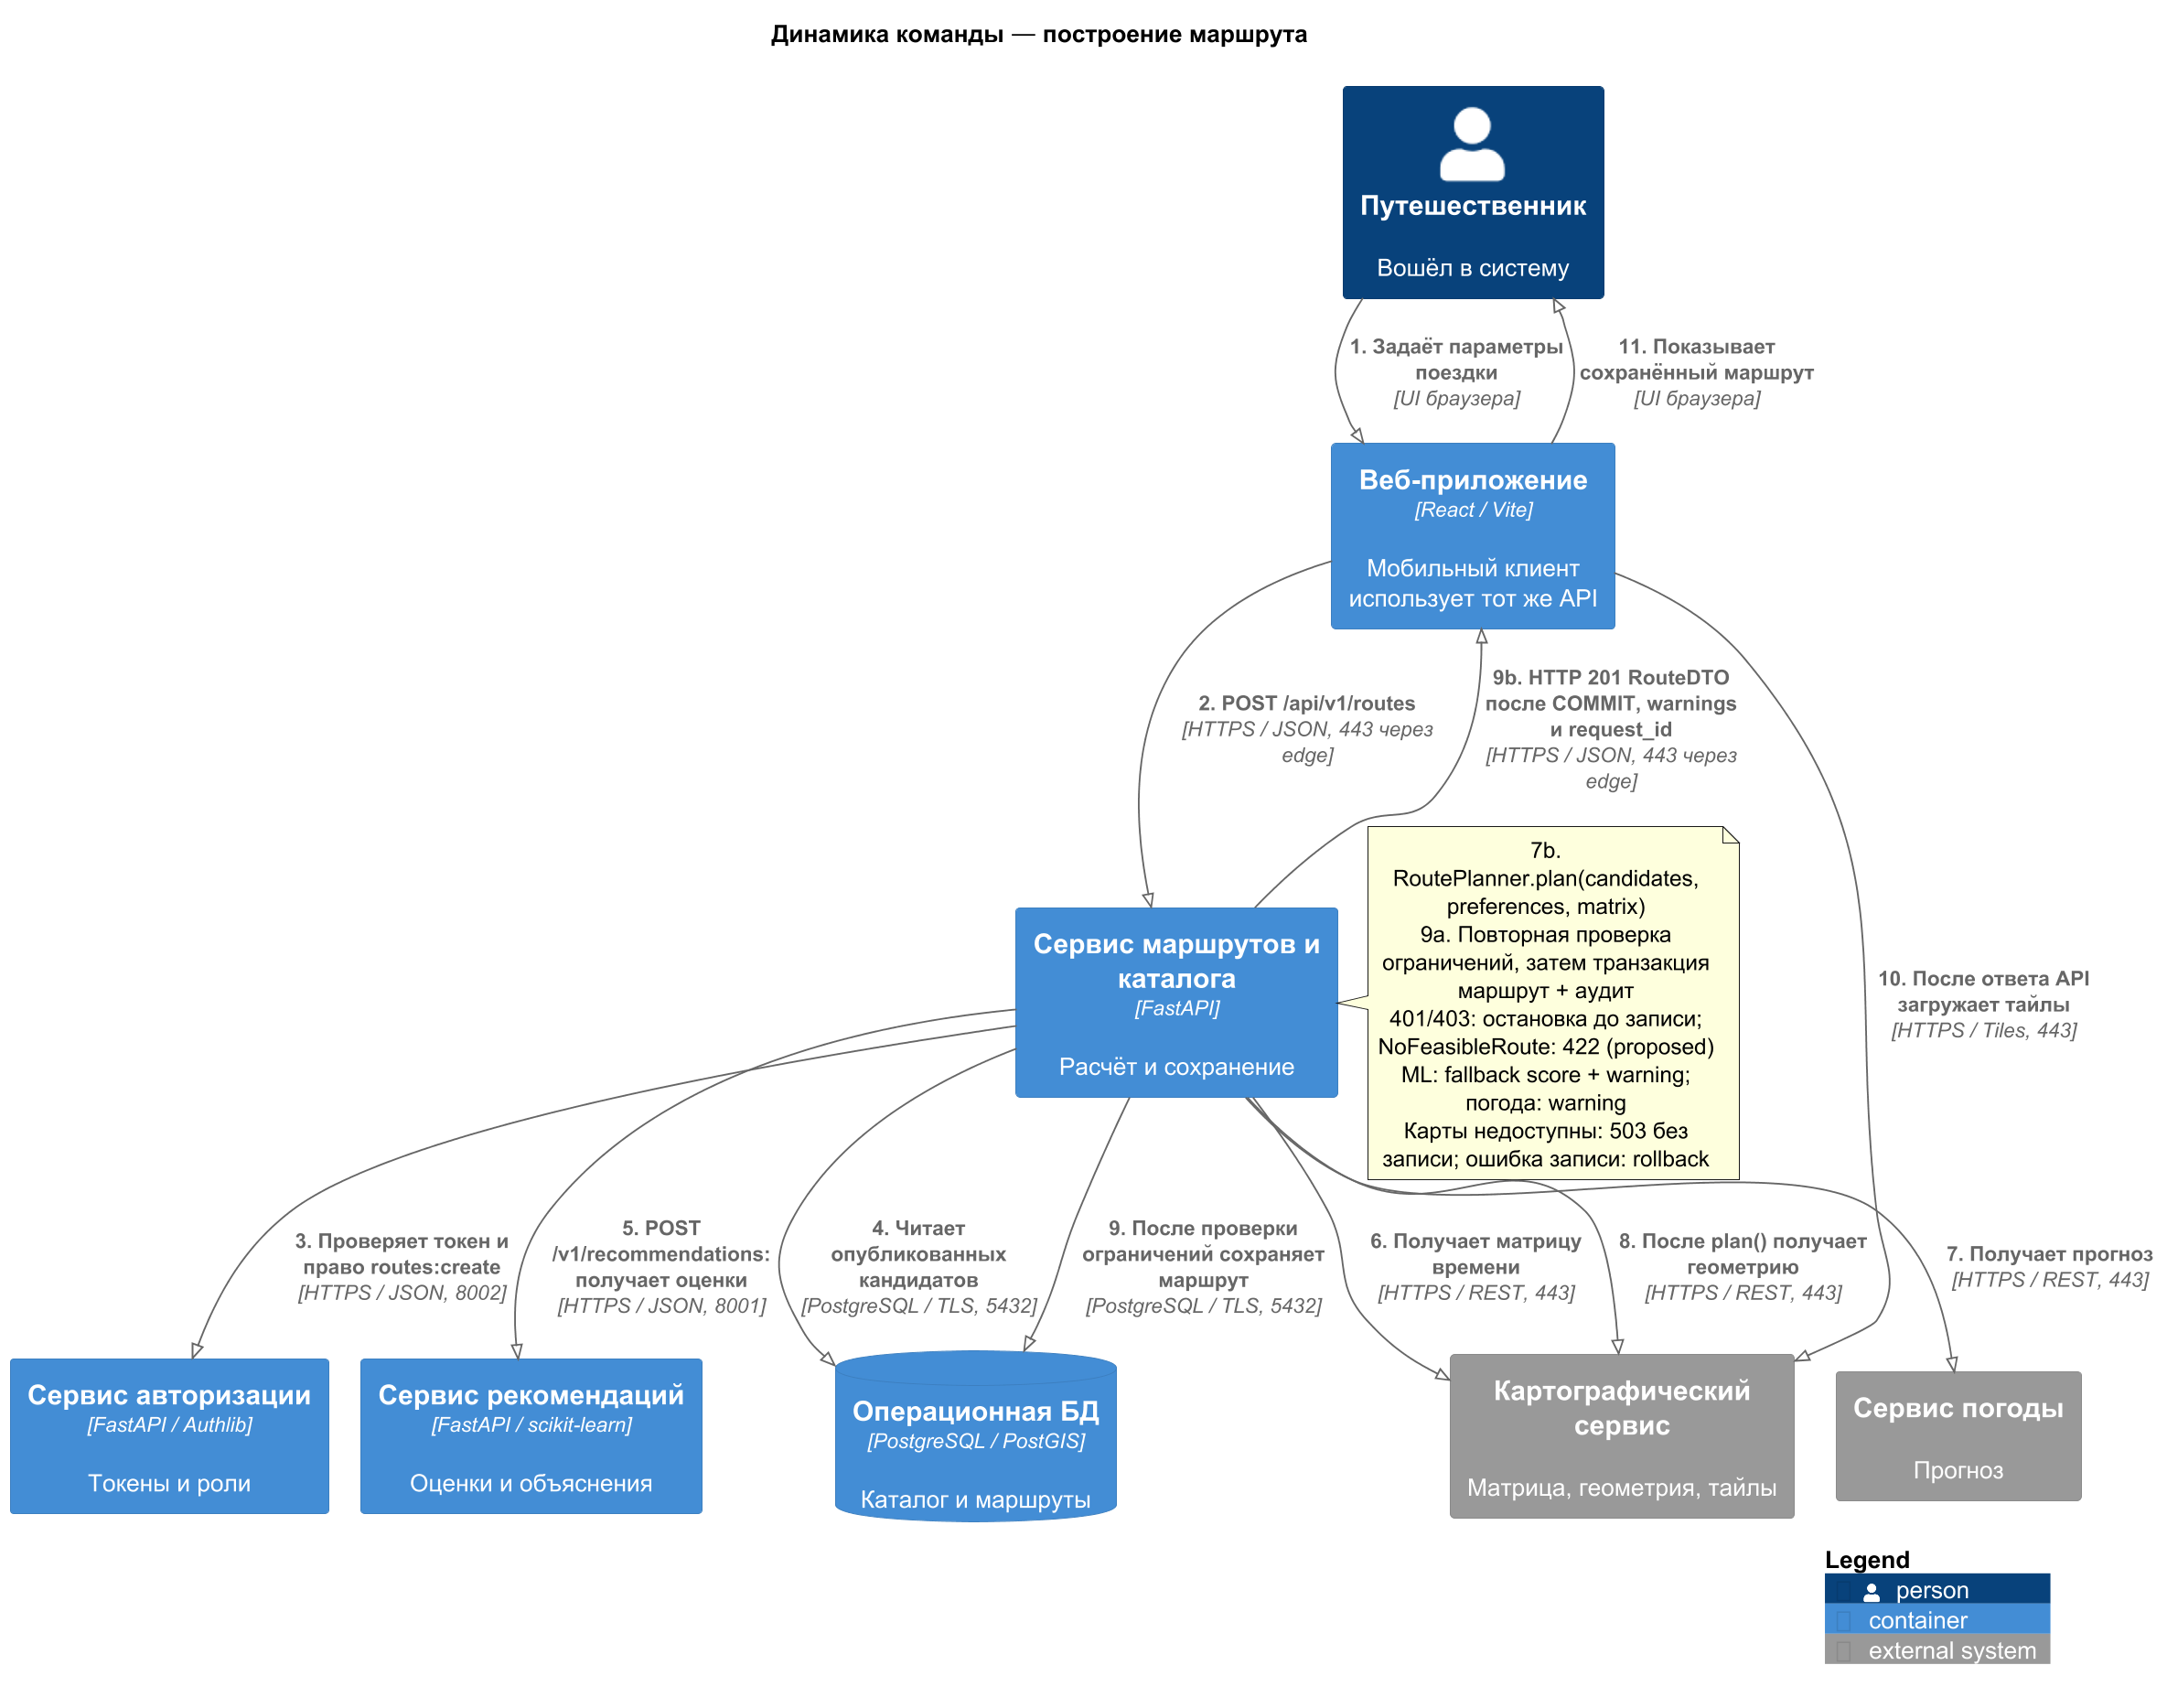 Динамика команды — построение маршрута
Путешественник
Вошёл в систему
1. Задаёт параметры
поездки
[UI браузера]
11. Показывает
сохранённый маршрут
[UI браузера]
Веб-приложение
[React / Vite]
Мобильный клиент
использует тот же API
2. POST /api/v1/routes
[HTTPS / JSON, 443 через
edge]
9b. HTTP 201 RouteDTO
после COMMIT, warnings
и request_id
[HTTPS / JSON, 443 через
edge]
7b.
RoutePlanner.plan(candidates,
preferences, matrix)
9a. Повторная проверка
ограничений, затем транзакция
маршрут + аудит
401/403: остановка до записи;
NoFeasibleRoute: 422 (proposed)
ML: fallback score + warning;
погода: warning
Карты недоступны: 503 без
записи; ошибка записи: rollback
Сервис маршрутов и
каталога
[FastAPI]
Расчёт и сохранение
10. После ответа API
загружает тайлы
[HTTPS / Tiles, 443]
3. Проверяет токен и
право routes:create
[HTTPS / JSON, 8002]
5. POST
/v1/recommendations:
получает оценки
[HTTPS / JSON, 8001]
4. Читает
опубликованных
кандидатов
[PostgreSQL / TLS, 5432]
9. После проверки
ограничений сохраняет
маршрут
[PostgreSQL / TLS, 5432]
6. Получает матрицу
времени
[HTTPS / REST, 443]
8. После plan() получает
геометрию
[HTTPS / REST, 443]
7. Получает прогноз
[HTTPS / REST, 443]
Сервис авторизации
[FastAPI / Authlib]
Токены и роли
Сервис рекомендаций
[FastAPI / scikit-learn]
Оценки и объяснения
Операционная БД
[PostgreSQL / PostGIS]
Каталог и маршруты
Картографический
сервис
Матрица, геометрия, тайлы
Сервис погоды
Прогноз
Legend
person
container
external system